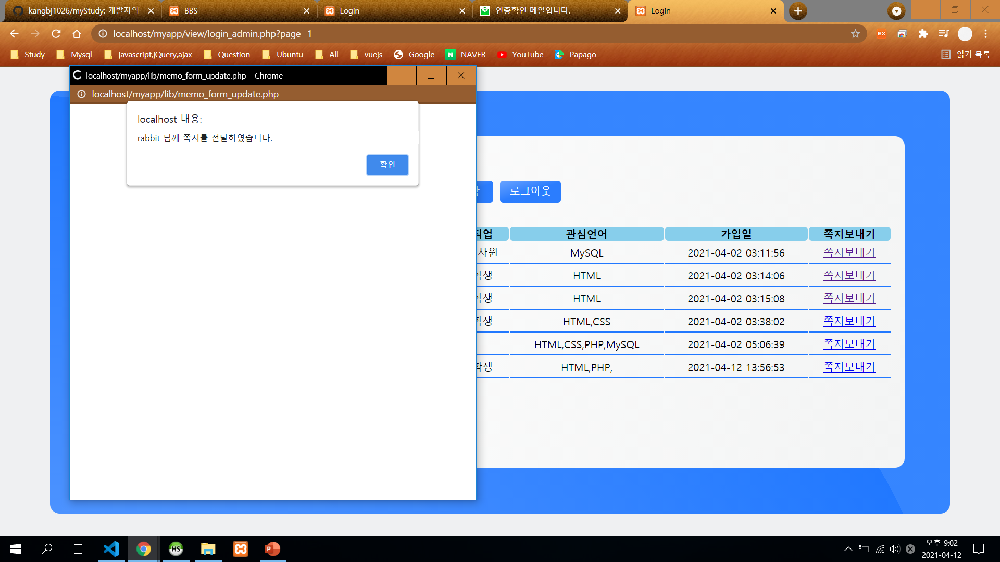 kangbj1026/myStudy: 개발자의
BBS
Login
인증확인 메일입니다.
Login
localhost/myapp/view/login_admin.php?page=1
EX
Study
Mysql
javascript,jQuery,ajax
Question
Ubuntu
All
vuejs
Google
NAVER
YouTube
Papago
읽기 목록
localhost/myapp/lib/memo_form_update.php - Chrome
localhost/myapp/lib/memo_form_update.php
localhost 내용:
rabbit 님께 쪽지를 전달하였습니다.
확인
로그아웃
직업 관심언어 가입일 쪽지보내기
사원 MySQL 2021-04-02 03:11:56 쪽지보내기
학생 HTML 2021-04-02 03:14:06 쪽지보내기
학생 HTML 2021-04-02 03:15:08 쪽지보내기
학생 HTML,CSS 2021-04-02 03:38:02 쪽지보내기
HTML,CSS,PHP,MySQL 2021-04-02 05:06:39 쪽지보내기
학생 HTML,PHP, 2021-04-12 13:56:53 쪽지보내기
HS
오후 9:02
2021-04-12